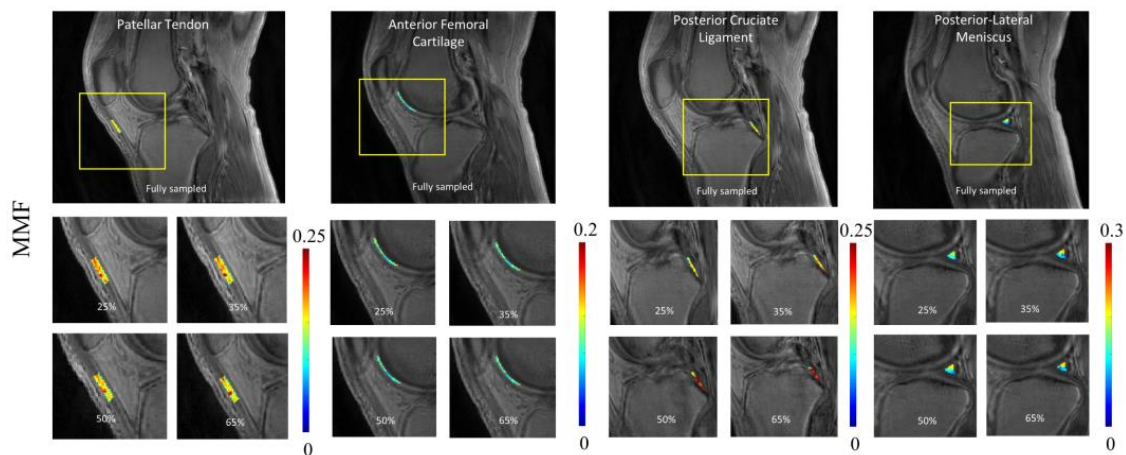 Patellar Tendon
Anterior Femoral
Cartilage
Posterior Cruciate
Ligament
Posterior-Lateral
Meniscus
Fully sampled
Fully sampled
Fully sampled
Fully sampled
MMF
0.25
0.2
0.25
0.3
25%
35%
25%
35%
25%
35%
25%
35%
50%
65%
50%
65%
50%
65%
50%
65%
0
0
0
0